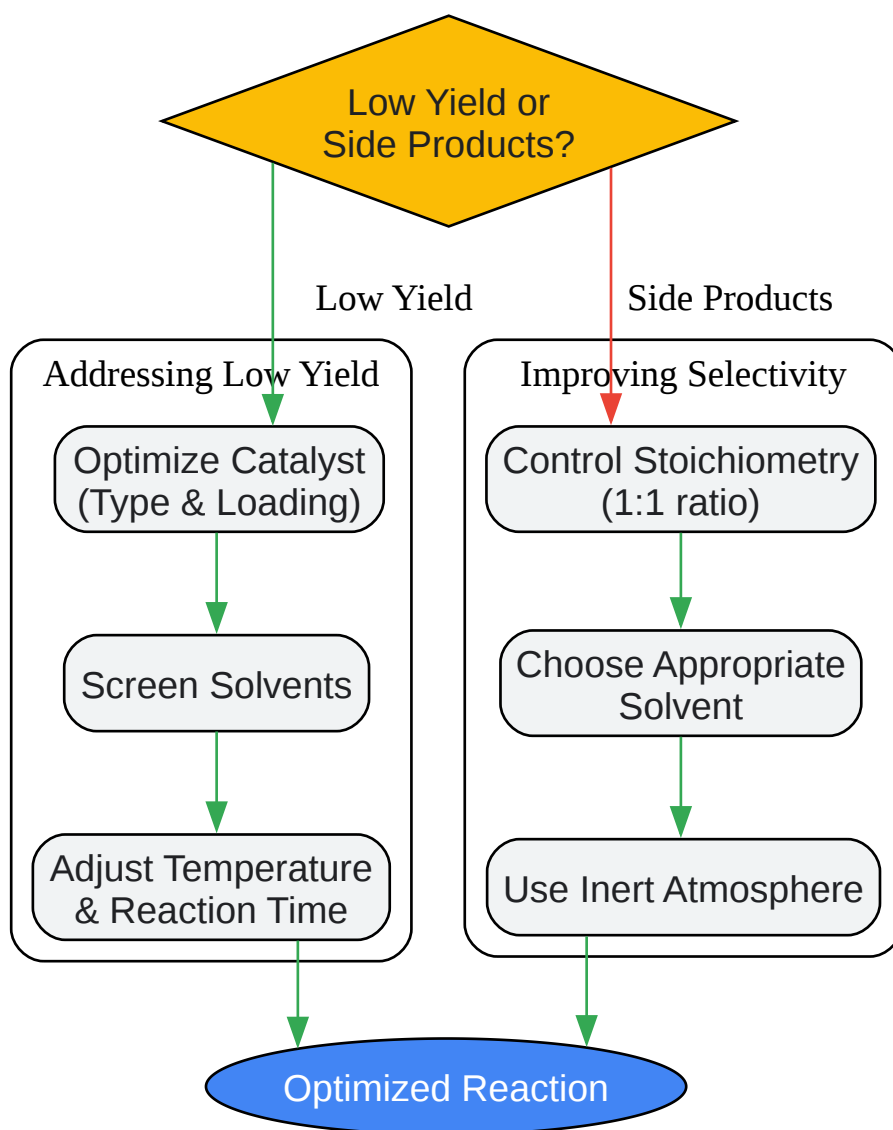 Low Yield or
Side Products?
Low Yield
Side Products
Addressing Low Yield
Optimize Catalyst
(Type & Loading)
Screen Solvents
Adjust Temperature
& Reaction Time
Improving Selectivity
Control Stoichiometry
(1:1 ratio)
Choose Appropriate
Solvent
Use Inert Atmosphere
Optimized Reaction